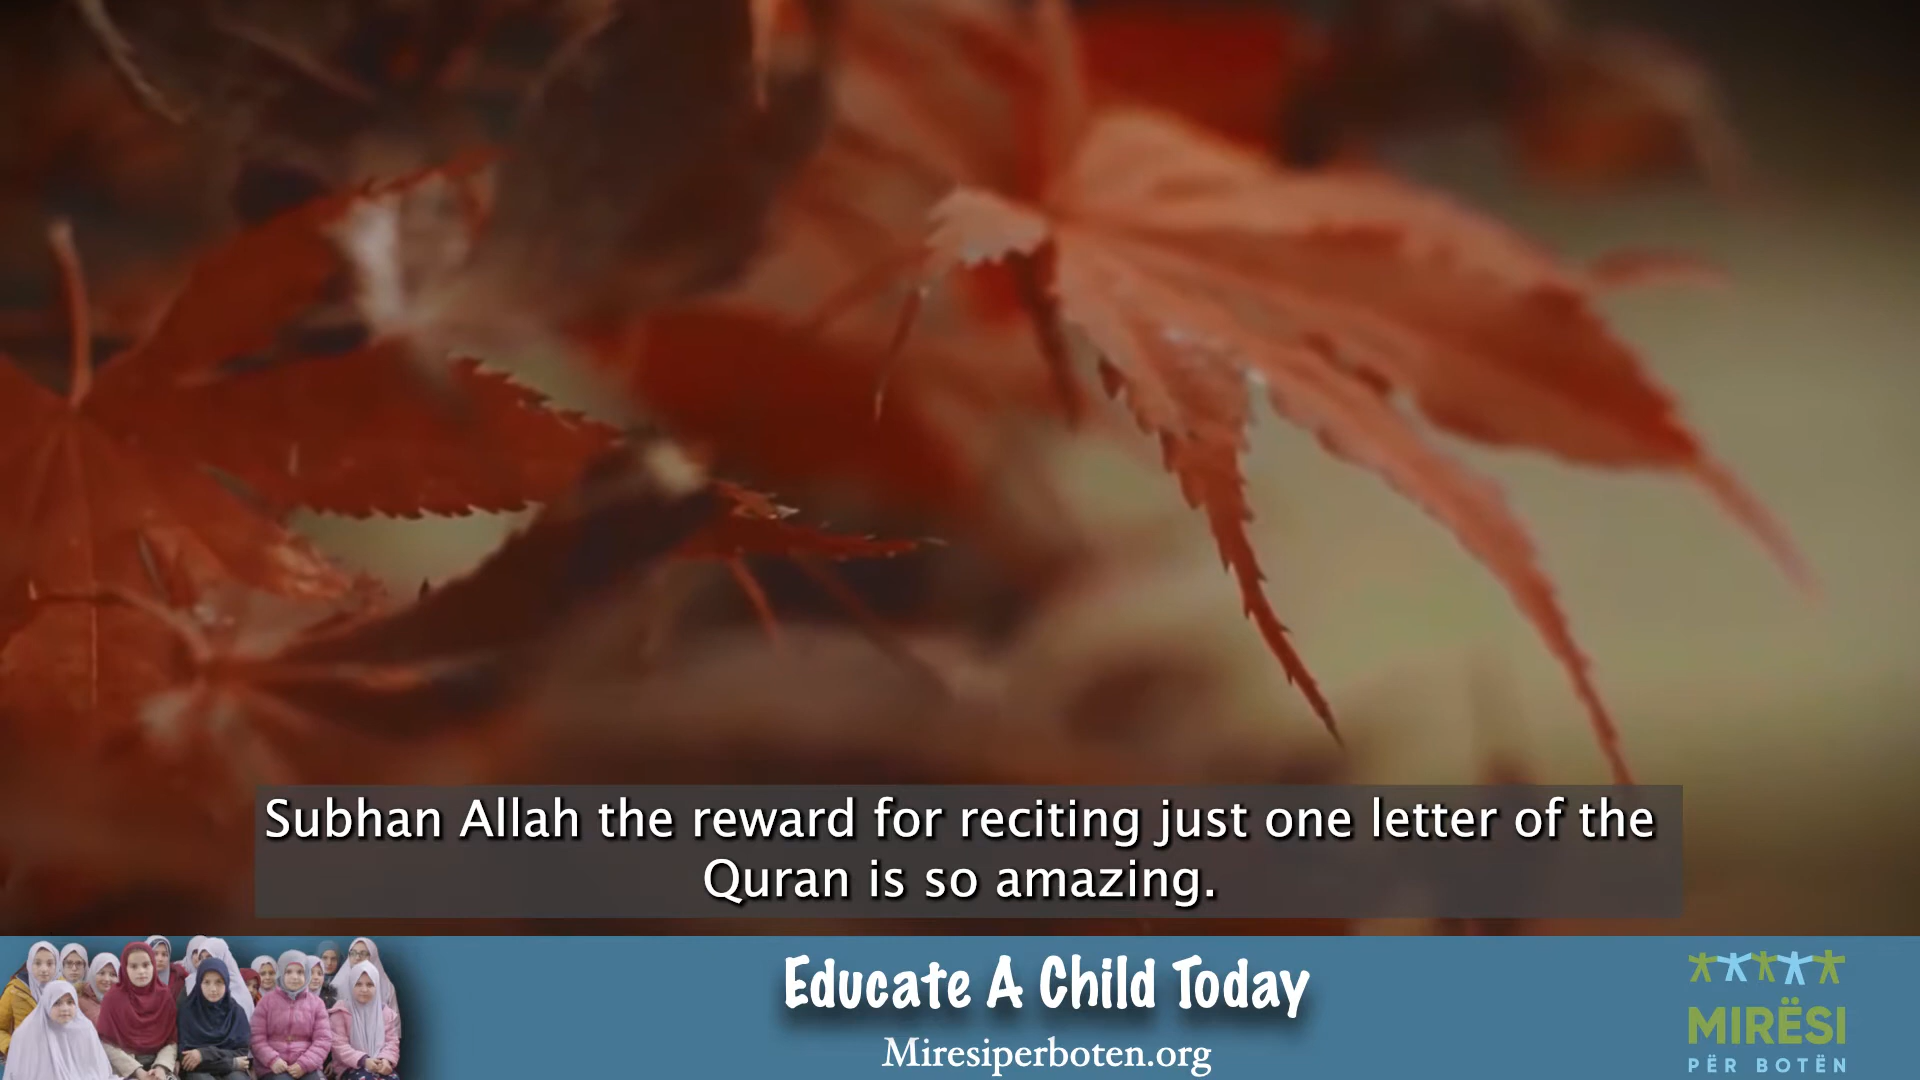 Subhan Allah the reward for reciting just one letter of the
Quran is so amazing.
Educate A Child Today
Miresiperboten.org
MIRËSI
PËR BOTËN